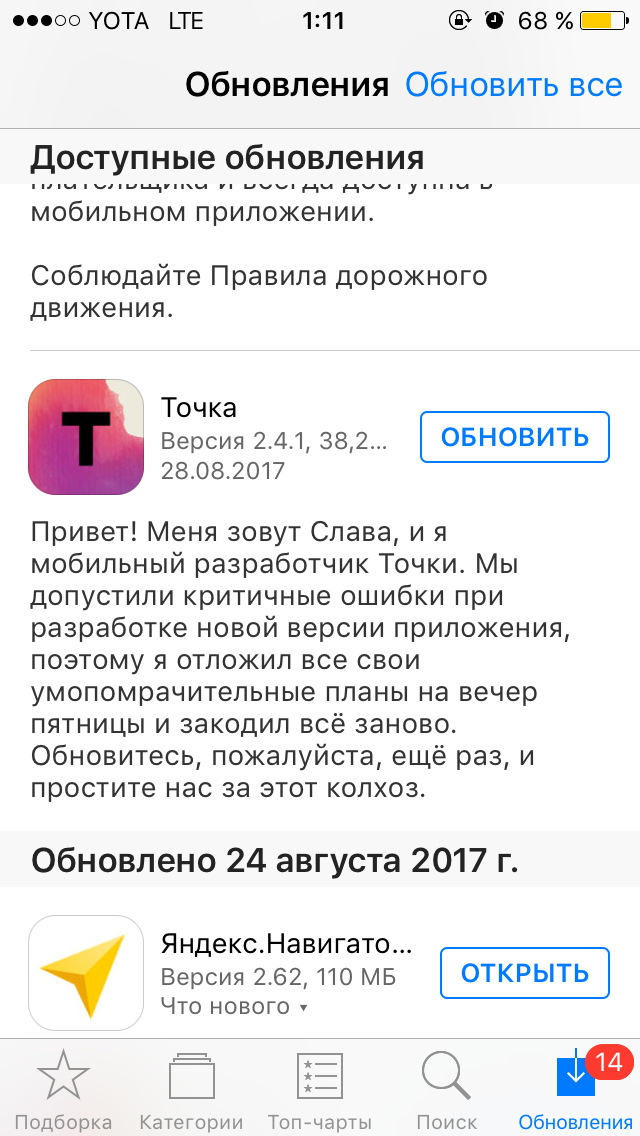 YOTA LTE 1:11 68 %
Обновления Обновить все
Доступные обновления
плательщика и всегда доступна в
мобильном приложении.
Соблюдайте Правила дорожного
движения.
Т
Точка
Версия 2.4.1, 38,2...
28.08.2017
ОБНОВИТЬ
Привет! Меня зовут Слава, и я
мобильный разработчик Точки. Мы
допустили критичные ошибки при
разработке новой версии приложения,
поэтому я отложил все свои
умопомрачительные планы на вечер
пятницы и закодил всё заново.
Обновитесь, пожалуйста, ещё раз, и
простите нас за этот колхоз.
Обновлено 24 августа 2017 г.
Яндекс.Навигато...
Версия 2.62, 110 МБ
Что нового
ОТКРЫТЬ
14
Подборка Категории Топ-чарты Поиск Обновления